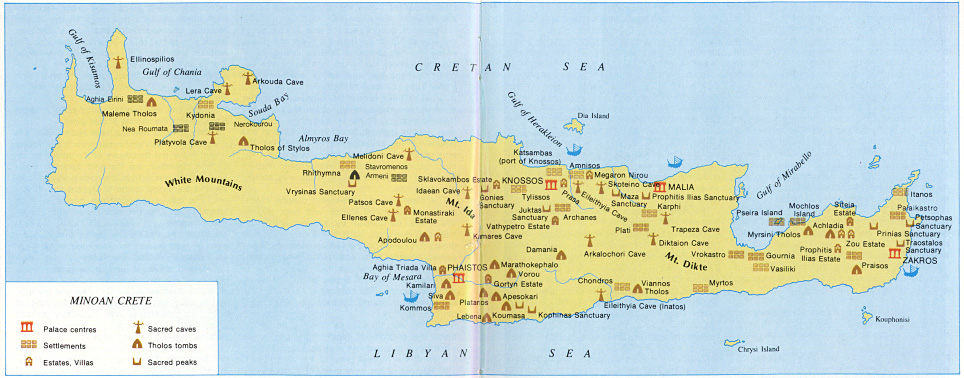 Gulf of Kisamos
Ellinospilios
Gulf of Chania
CRETAN SEA
Arkouda Cave
Lera Cave
Aghia Eirini
Maleme Tholos
Kydonia
Souda Bay
Nea Roumata
Nerokourou
Platyvola Cave
Tholos of Stylos
Almyros Bay
Gulf of Herakleion
Dia Island
Melidoni Cave
Stavromenos
Rhithymna
Armeni
White Mountains
Vrysinas Sanctuary
Sklavokambos Estate
Idaean Cave
Katsambas
(port of Knossos)
Amnisos
KNOSSOS
Megaron Nirou
Skoteino Cave
MALIA
Gulf of Mirabello
Gonies
Sanctuary
Tylissos
Prasa
Eileithyia Cave
Maza
Sanctuary
Prophitis Ilias Sanctuary
Karphi
Patsos Cave
Mt. Ida
Juktas
Sanctuary
Archanes
Ellenes Cave
Monastiraki
Estate
Vathypetro Estate
Plati
Trapeza Cave
Pseira Island
Mochlos
Island
Siteia
Estate
Itanos
Palaikastro
Petsophas
Sanctuary
Apodoulou
Kamares Cave
Damania
Diktaion Cave
Myrsini Tholos
Achladia
Prinias Sanctuary
Arkalochori Cave
Mt. Dikte
Vrokastro
Gournia
Prophitis
Ilias Estate
Zou Estate
Traostalos
Sanctuary
ZAKROS
Aghia Triada Villa
PHAISTOS
Marathokephalo
Vorou
Vasiliki
Praisos
Bay of Mesara
Kamilari
Gortyn Estate
Chondros
Viannos
Tholos
Myrtos
Siva
Platanos
Apesokari
Kommos
Lebena
Koumasa
Kophinas Sanctuary
Eileithyia Cave (Inatos)
Kouphonisi
Chrysi Island
LIBYAN SEA
MINOAN CRETE
Palace centres
Sacred caves
Settlements
Tholos tombs
Estates, Villas
Sacred peaks